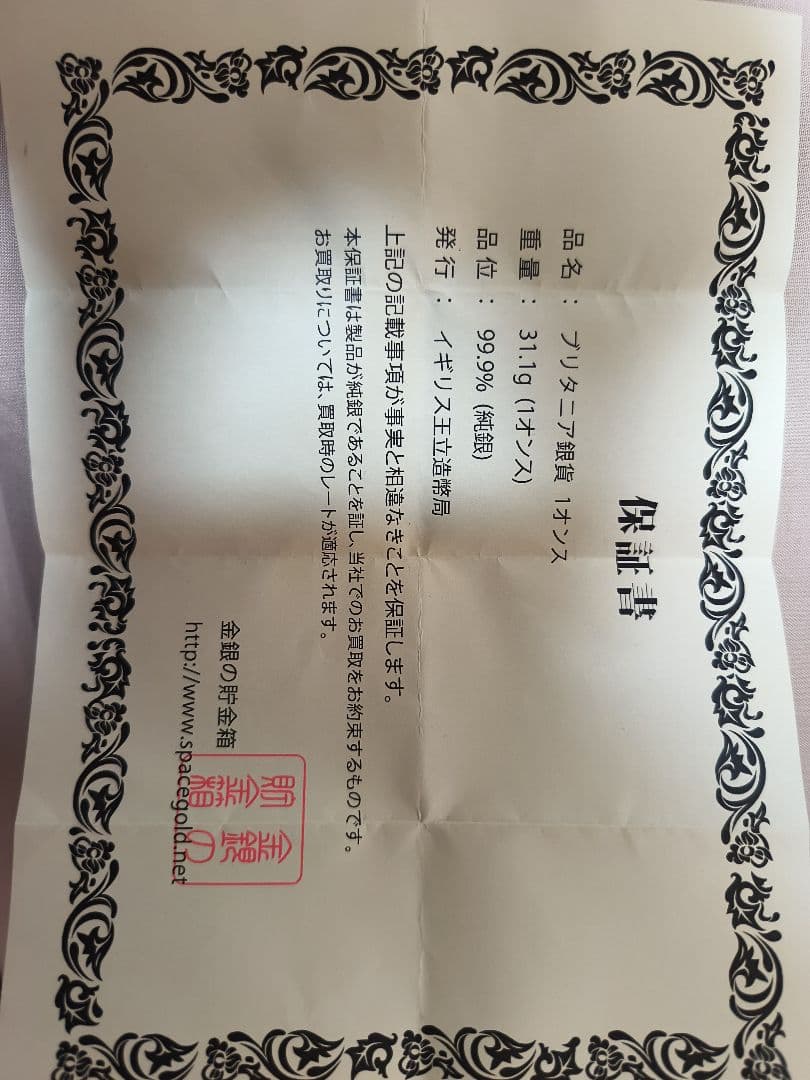 保証書
品名： ブリタニア銀貨 1オンス
重量： 31.1g (1オンス)
品位： 99.9% (純銀)
発行： イギリス王立造幣局
上記の記載事項が事実と相違なきことを保証します。
本保証書は製品が純銀であることを証し、当社でのお買取をお約束するものです。
お買取りについては、買取時のレートが適応されます。
金銀の貯金箱
http://www.spacegold.net
金銀の
貯金箱